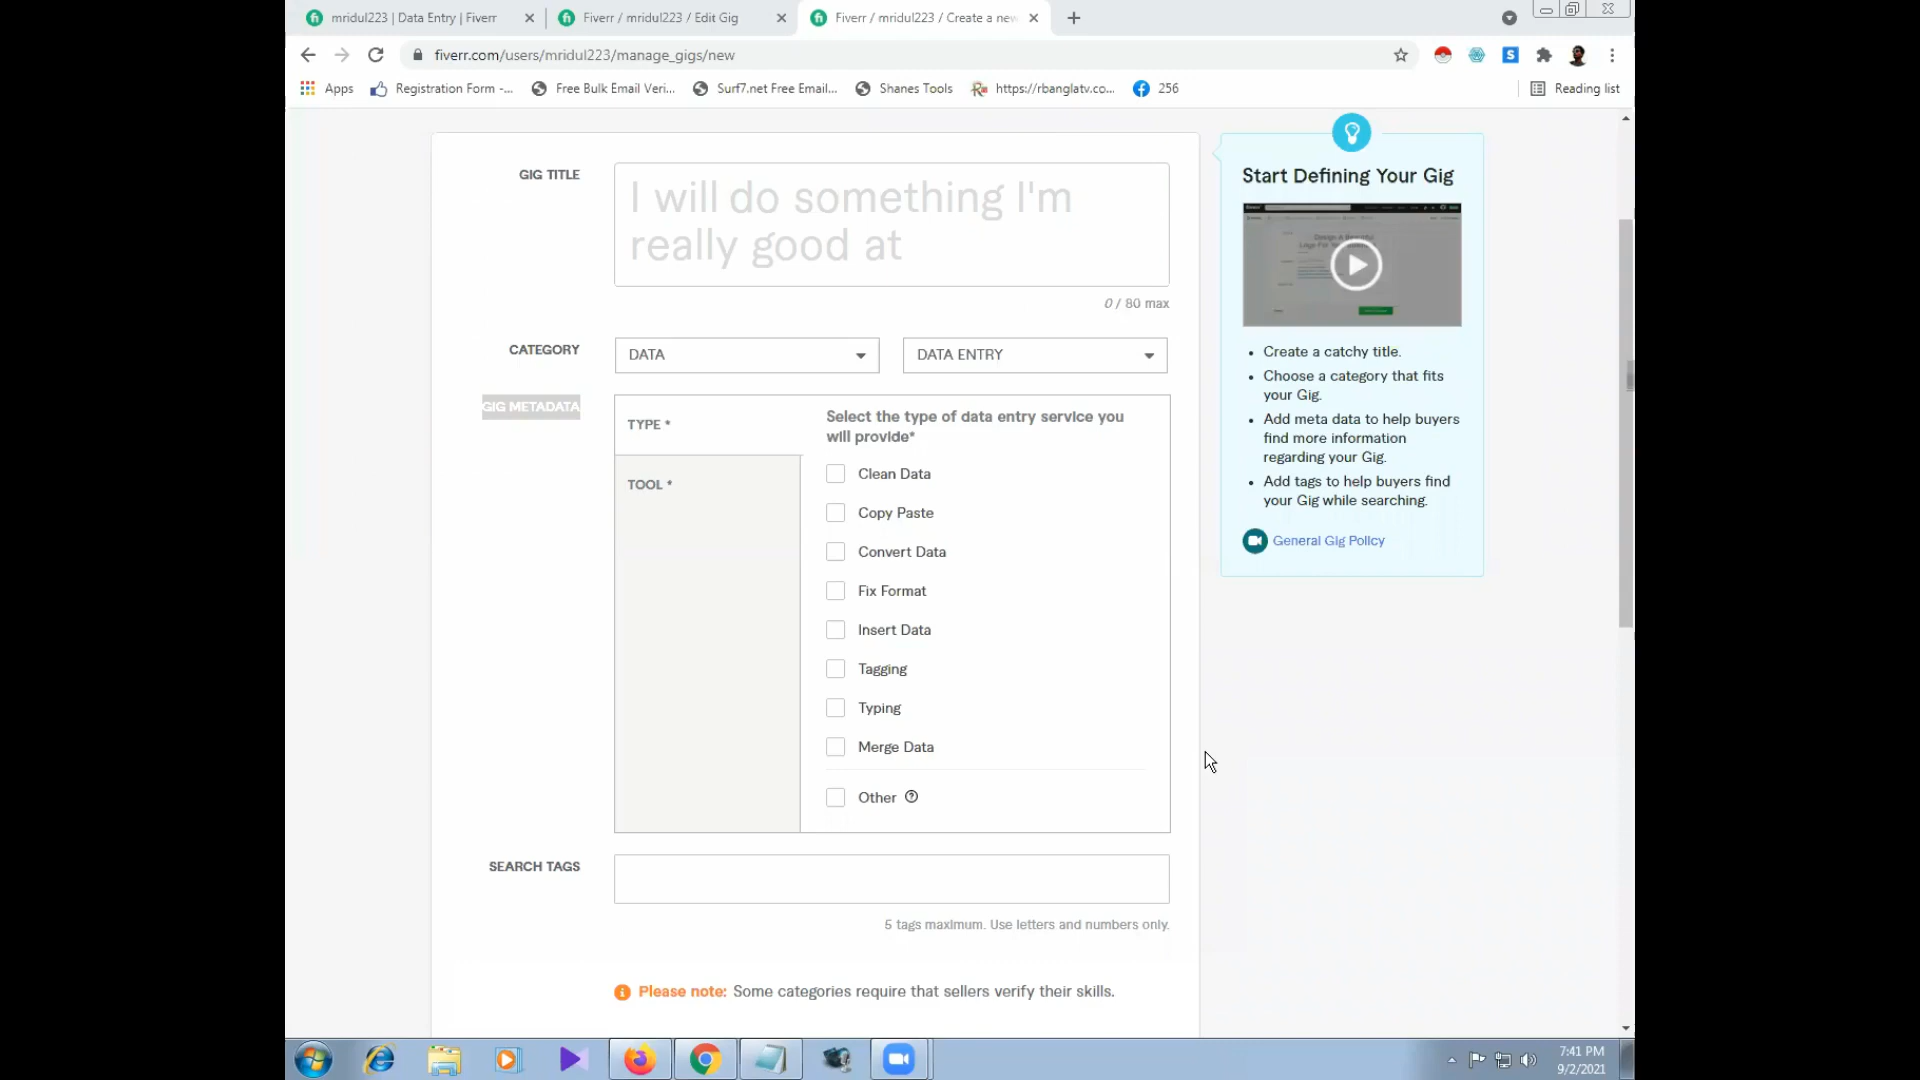 mridul223 | Data Entry | Fiverr
Fiverr / mridul223 / Edit Gig
Fiverr / mridul223 / Create a new
fiverr.com/users/mridul223/manage_gigs/new
S
Apps
Registration Form -...
Free Bulk Email Veri...
Surf7.net Free Email...
Shanes Tools
https://rbanglatv.co...
256
Reading list
GIG TITLE
I will do something I'm
really good at
0 / 80 max
CATEGORY
DATA
DATA ENTRY
GIG METADATA
TYPE *
TOOL *
Select the type of data entry service you
will provide*
Clean Data
Copy Paste
Convert Data
Fix Format
Insert Data
Tagging
Typing
Merge Data
Other
SEARCH TAGS
5 tags maximum. Use letters and numbers only.
Please note: Some categories require that sellers verify their skills.
Start Defining Your Gig
• Create a catchy title.
• Choose a category that fits
your Gig.
• Add meta data to help buyers
find more information
regarding your Gig.
• Add tags to help buyers find
your Gig while searching.
General Gig Policy
7:41 PM
9/2/2021